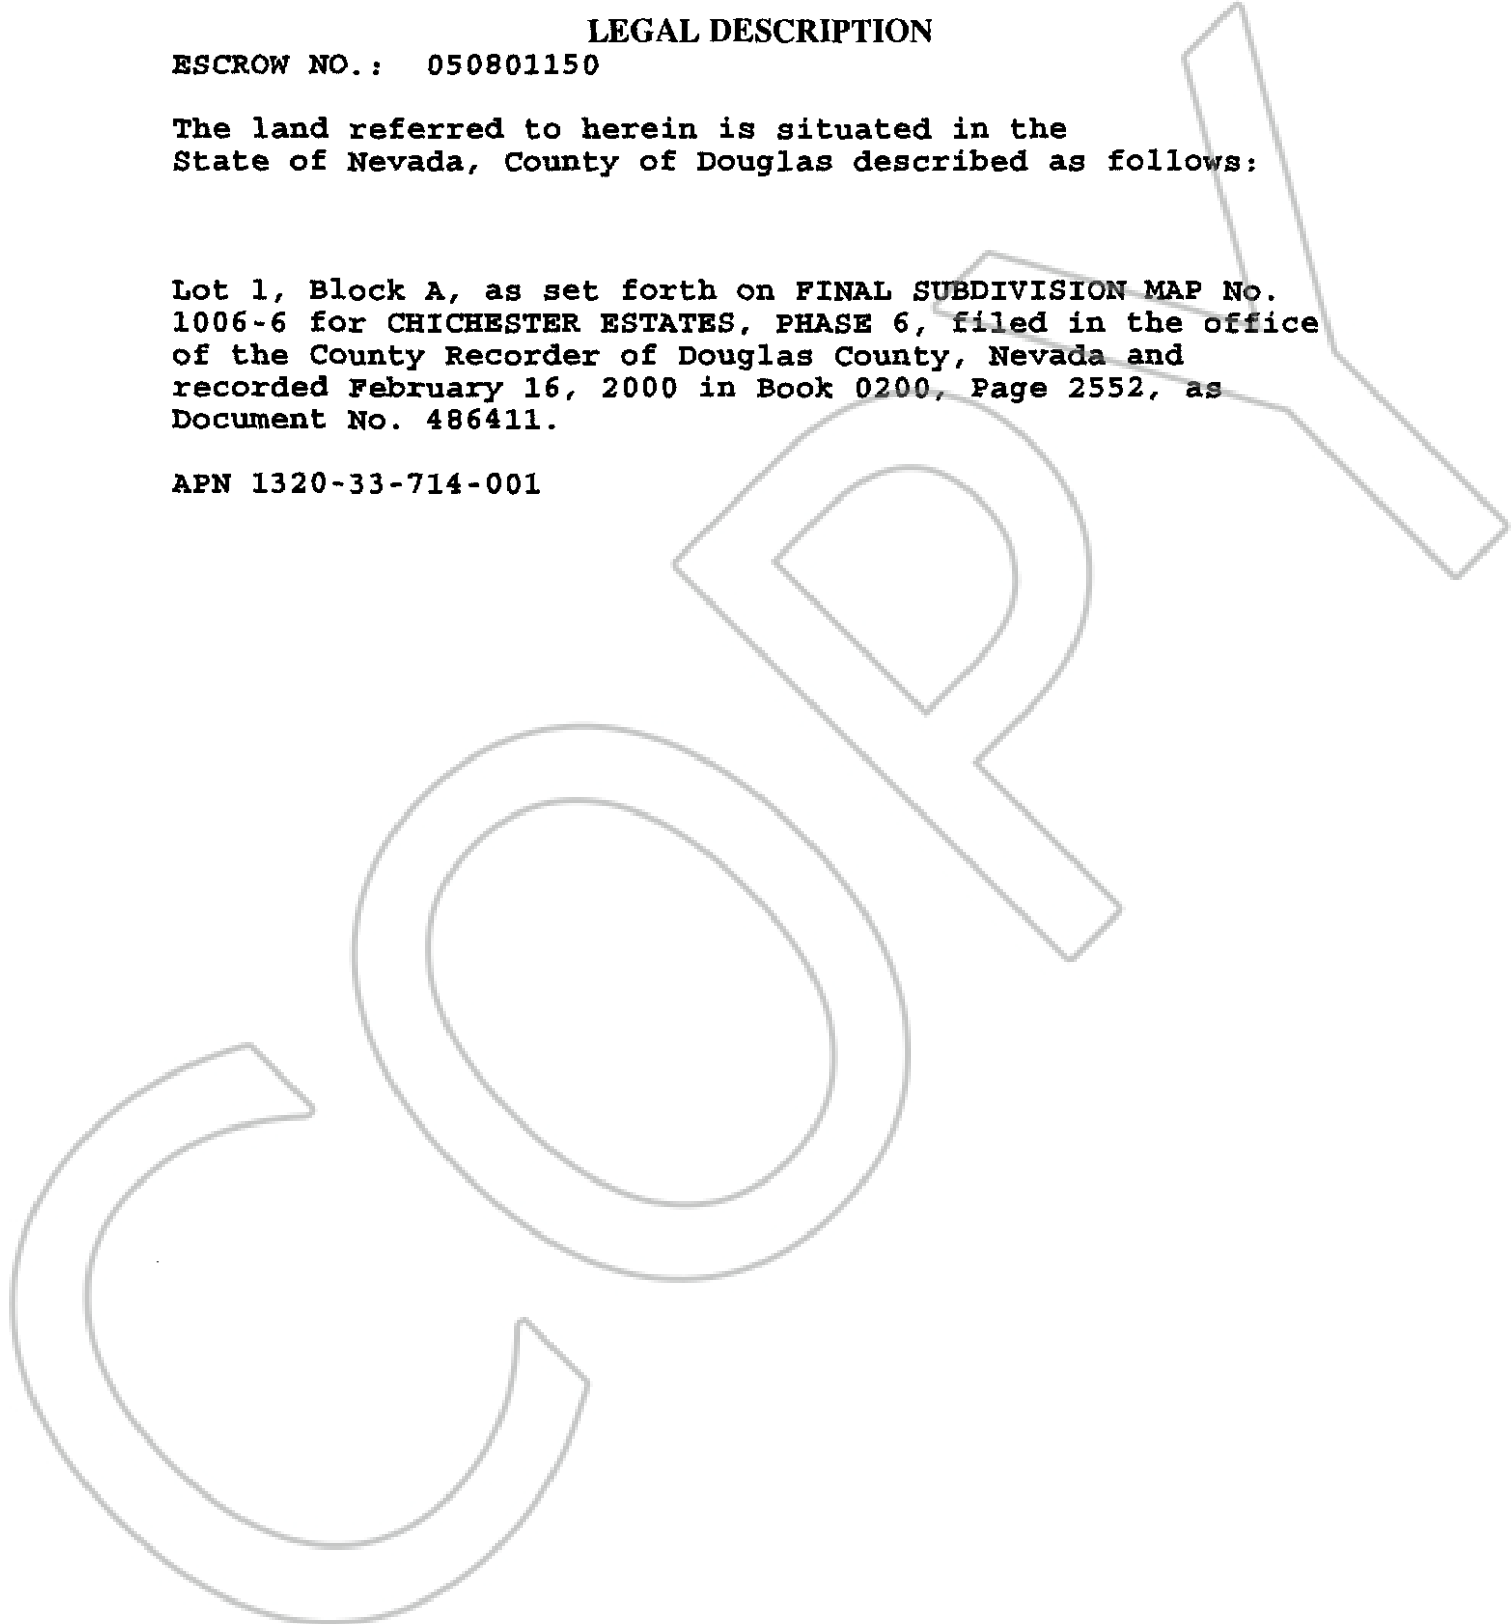 LEGAL DESCRIPTION
ESCROW NO.: 050801150
The land referred to herein is situated in the
State of Nevada, County of Douglas described as follows:
Lot 1, Block A, as set forth on FINAL SUBDIVISION MAP No.
1006-6 for CHICHESTER ESTATES, PHASE 6, filed in the office
of the County Recorder of Douglas County, Nevada and
recorded February 16, 2000 in Book 0200, Page 2552, as
Document No. 486411.
APN 1320-33-714-001
COPY